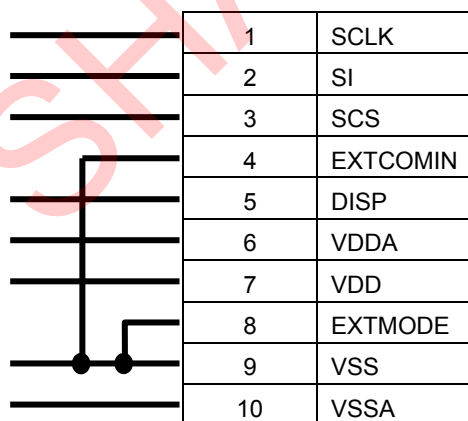 1 SCLK
2 SI
3 SCS
4 EXTCOMIN
5 DISP
6 VDDA
7 VDD
8 EXTMODE
9 VSS
10 VSSA
SHA